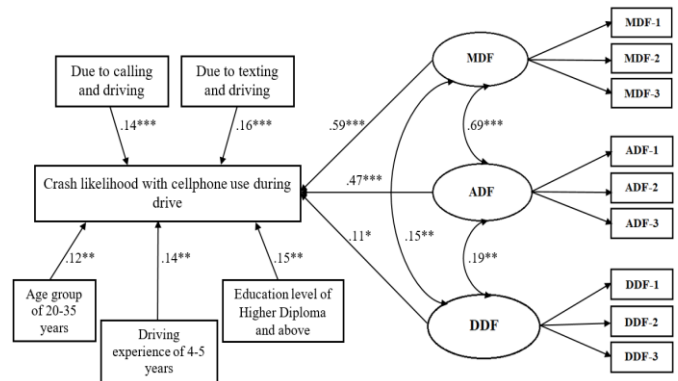 MDF-1
MDF-2
MDF-3
MDF
Due to calling
and driving
Due to texting
and driving
.14***
.16***
.59***
.69***
Crash likelihood with cellphone use during
drive
.47***
ADF
ADF-1
ADF-2
ADF-3
.12**
.14**
.15**
.11*
.15**
.19**
Age group
of 20-35
years
Driving
experience of 4-5
years
Education level of
Higher Diploma
and above
DDF
DDF-1
DDF-2
DDF-3